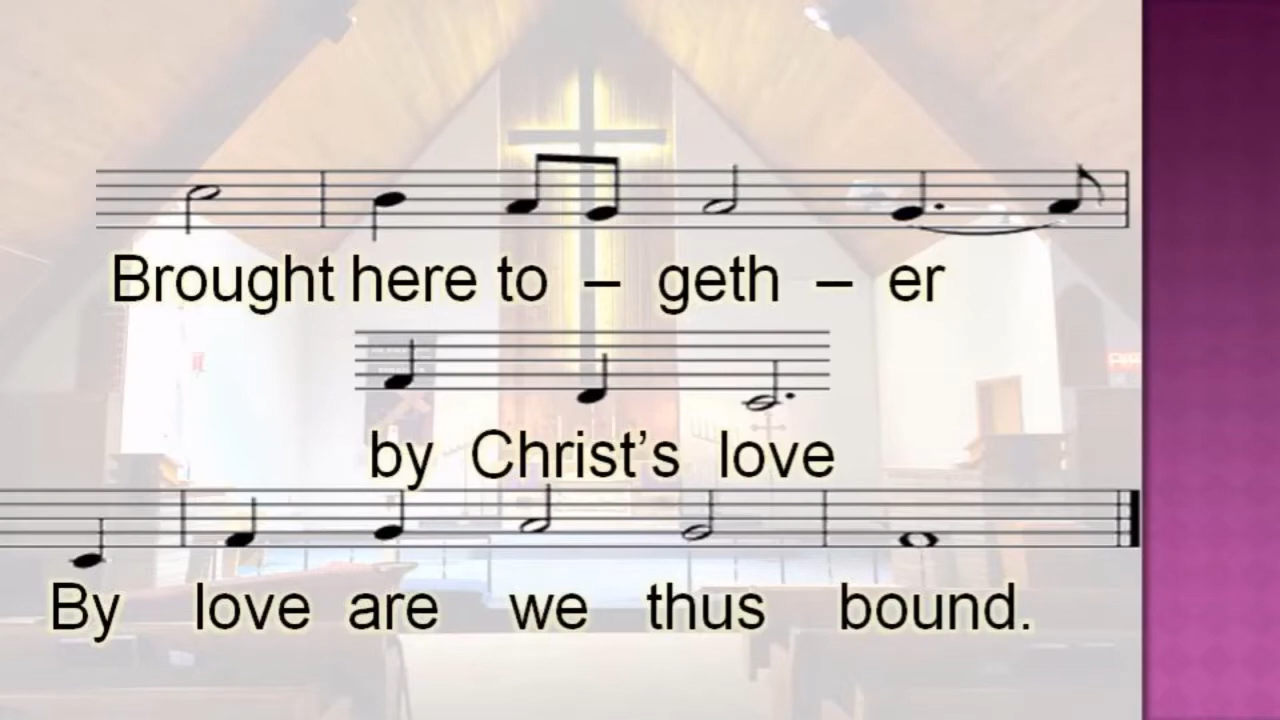 Brought here to – geth – er
by Christ’s love
By love are we thus bound.